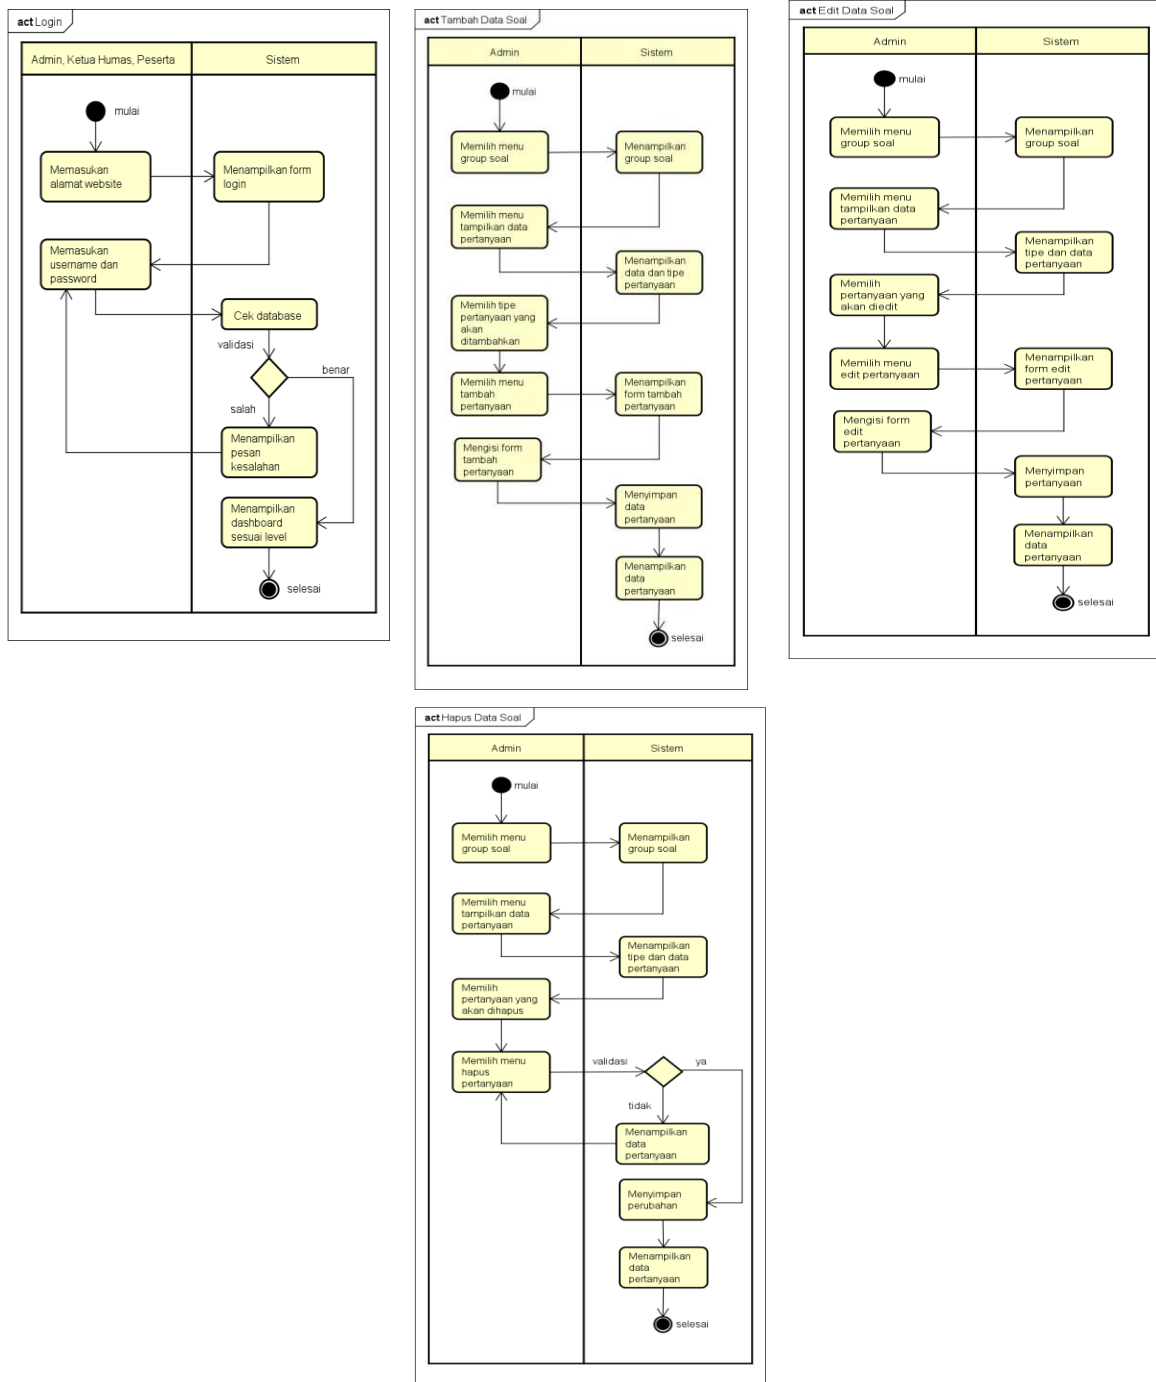 act Login
Admin, Ketua Humas, Peserta
Sistem
mulai
Memasukan
alamat website
Menampilkan form
login
Memasukan
username dan
password
Cek database
validasi
benar
salah
Menampilkan
pesan
kesalahan
Menampilkan
dashboard
sesuai level
selesai
act Tambah Data Soal
Admin
Sistem
mulai
Memilih menu
group soal
Menampilkan
group soal
Memilih menu
tampilkan data
pertanyaan
Menampilkan
data dan tipe
pertanyaan
Memilih tipe
pertanyaan yang
akan
ditambahkan
Memilih menu
tambah
pertanyaan
Menampilkan
form tambah
pertanyaan
Mengisi form
tambah
pertanyaan
Menyimpan
data
pertanyaan
Menampilkan
data
pertanyaan
selesai
act Edit Data Soal
Admin
Sistem
mulai
Memilih menu
group soal
Menampilkan
group soal
Memilih menu
tampilkan data
pertanyaan
Menampilkan
tipe dan data
pertanyaan
Memilih
pertanyaan yang
akan diedit
Memilih menu
edit pertanyaan
Menampilkan
form edit
pertanyaan
Mengisi form
edit
pertanyaan
Menyimpan
pertanyaan
Menampilkan
data
pertanyaan
selesai
act Hapus Data Soal
Admin
Sistem
mulai
Memilih menu
group soal
Menampilkan
group soal
Memilih menu
tampilkan data
pertanyaan
Menampilkan
tipe dan data
pertanyaan
Memilih
pertanyaan yang
akan dihapus
Memilih menu
hapus
pertanyaan
validasi
ya
tidak
Menampilkan
data
pertanyaan
Menyimpan
perubahan
Menampilkan
data
pertanyaan
selesai